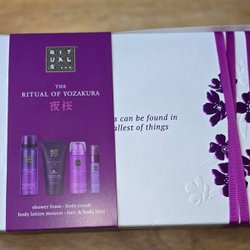 RITUALS...
THE
RITUAL OF YOZAKURA
夜桜
s can be found in
allest of things
shower foam - body cream
body lotion mousse - hair & body mist